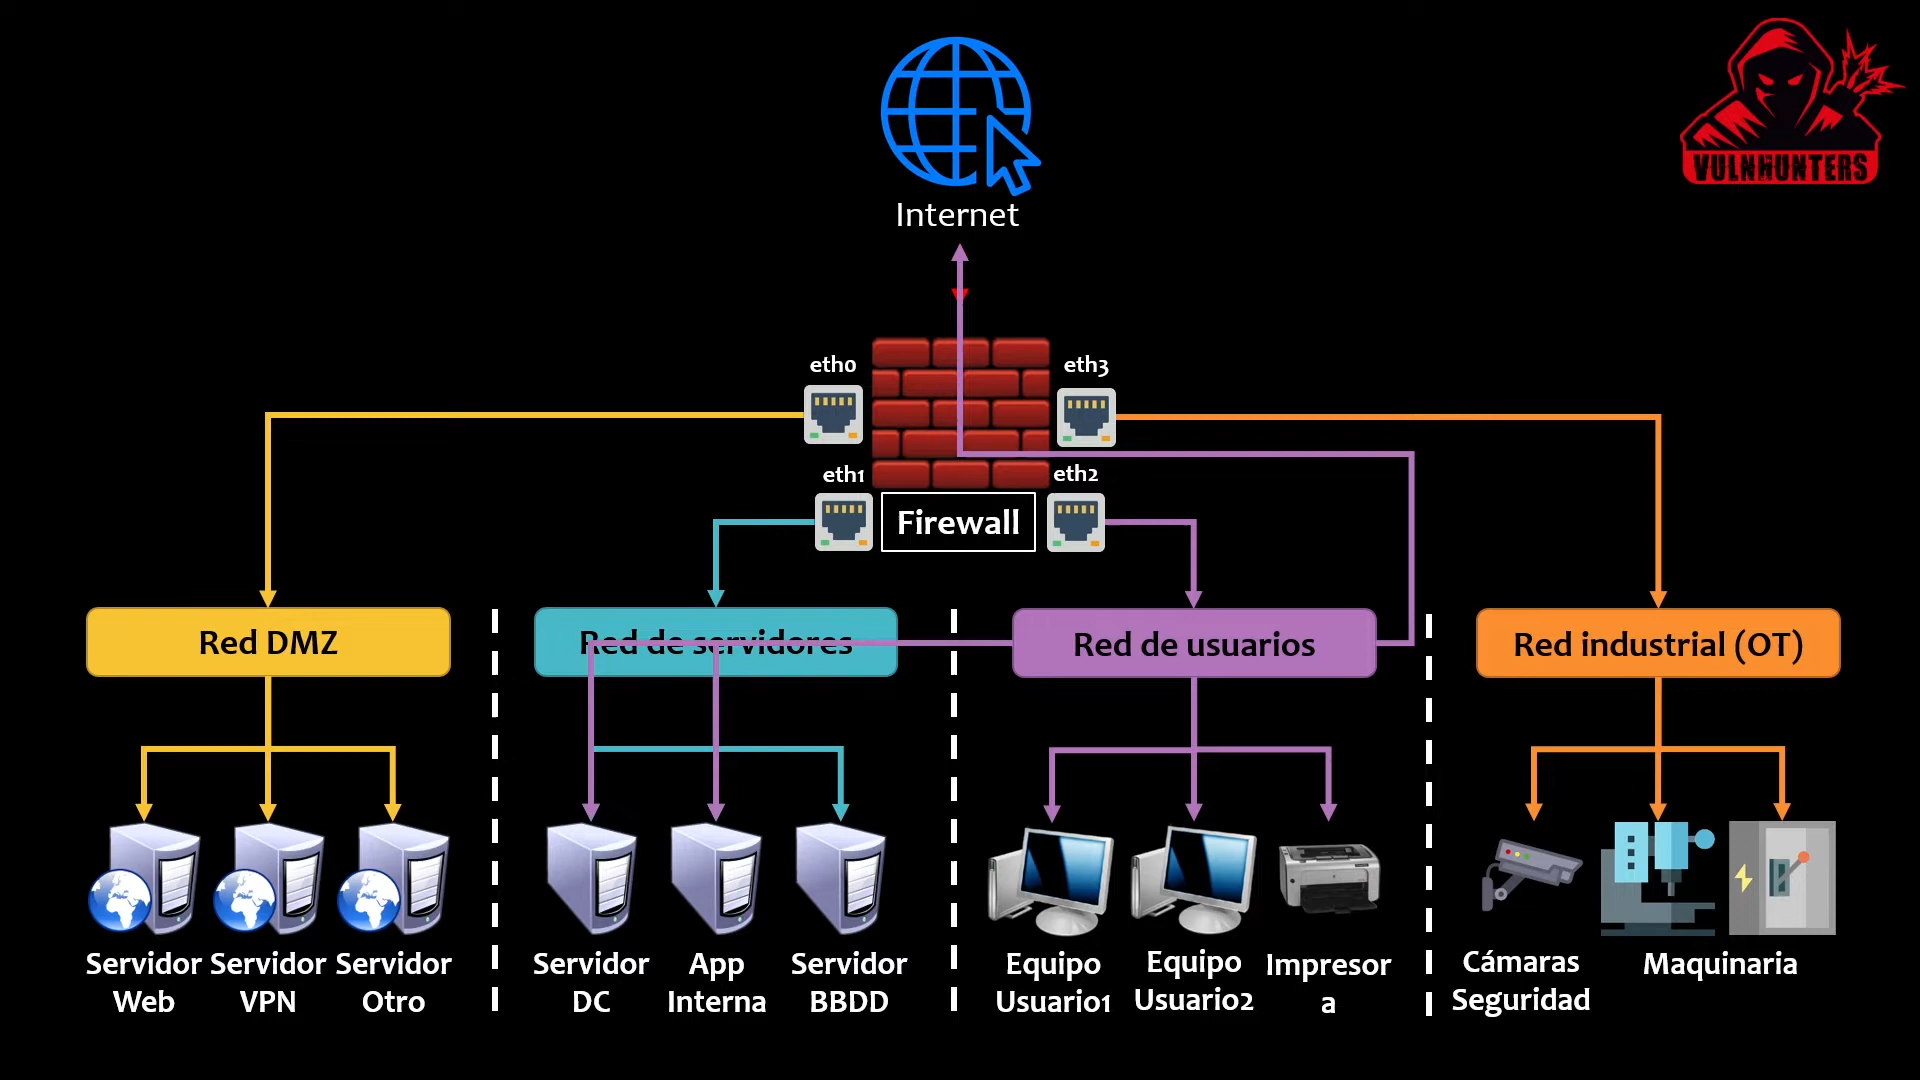 VULNHUNTERS
Internet
eth0
eth3
eth1
eth2
Firewall
Red DMZ
Red de servidores
Red de usuarios
Red industrial (OT)
Servidor
Web
Servidor
VPN
Servidor
Otro
Servidor
DC
App
Interna
Servidor
BBDD
Equipo
Usuario1
Equipo
Usuario2
Impresor
a
Cámaras
Seguridad
Maquinaria